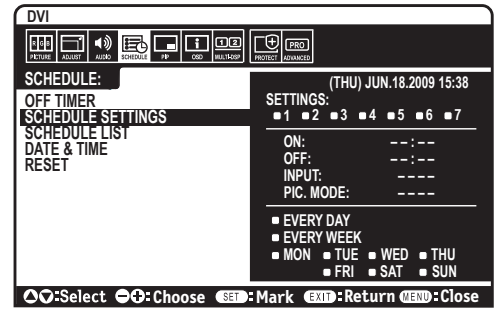 DVI
RGB
12
PRO
PICTURE ADJUST AUDIO SCHEDULE PIP OSD MULTI-DSP PROTECT ADVANCED
SCHEDULE:
OFF TIMER
SCHEDULE SETTINGS
SCHEDULE LIST
DATE & TIME
RESET
(THU) JUN.18.2009 15:38
SETTINGS:
1 2 3 4 5 6 7
ON: --:--
OFF: --:--
INPUT: ----
PIC. MODE: ----
EVERY DAY
EVERY WEEK
MON TUE WED THU
FRI SAT SUN
:Select :Choose SET:Mark EXIT:Return MENU:Close